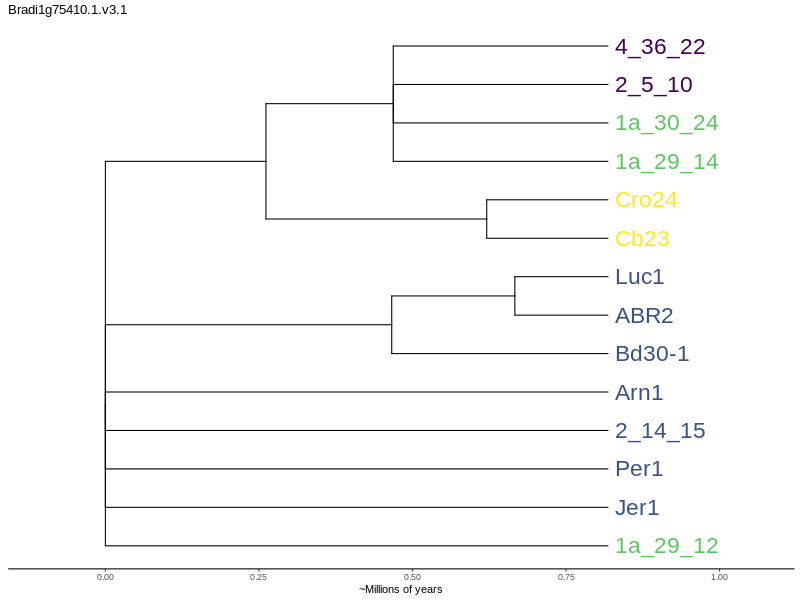 Bradi1g75410.1.v3.1
4_36_22
2_5_10
1a_30_24
1a_29_14
Cro24
Cb23
Luc1
ABR2
Bd30-1
Arn1
2_14_15
Per1
Jer1
1a_29_12
0.00 0.25 0.50 0.75 1.00
~Millions of years